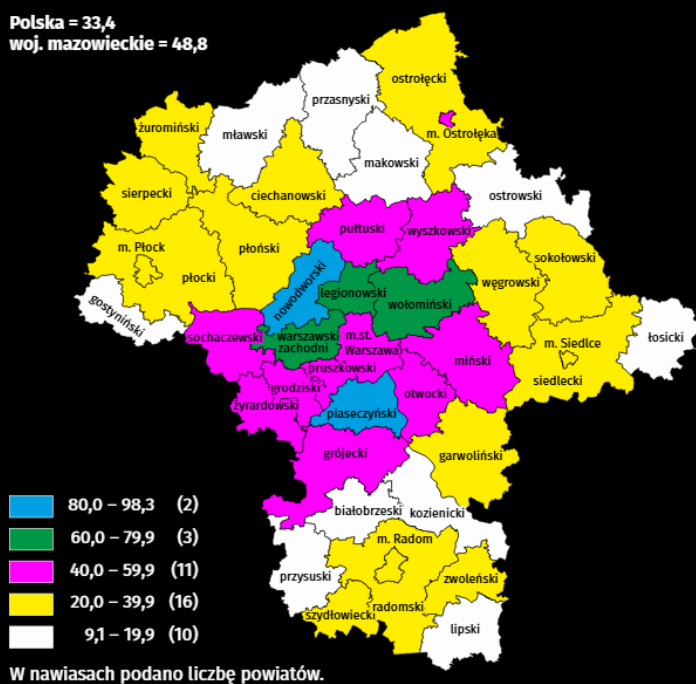 Polska = 33,4
woj. mazowieckie = 48,8
ostrołęcki
przasnyski
żuromiński
mławski
m. Ostrołęka
makowski
sierpecki
ciechanowski
ostrowski
pułtuski
wyszkowski
m. Płock
płoński
sokołowski
płocki
nowodworski
węgrowski
legionowski
wołomiński
gostyniński
sochaczewski
warszawski
zachodni
m.st.
Warszawa
łosicki
m. Siedlce
miński
pruszkowski
siedlecki
grodziski
otwocki
żyrardowski
piaseczyński
grójecki
garwoliński
80,0 – 98,3 (2)
60,0 – 79,9 (3)
40,0 – 59,9 (11)
20,0 – 39,9 (16)
9,1 – 19,9 (10)
białobrzeski
kozienicki
m. Radom
przysuski
zwoleński
radomski
szydłowiecki
lipski
W nawiasach podano liczbę powiatów.